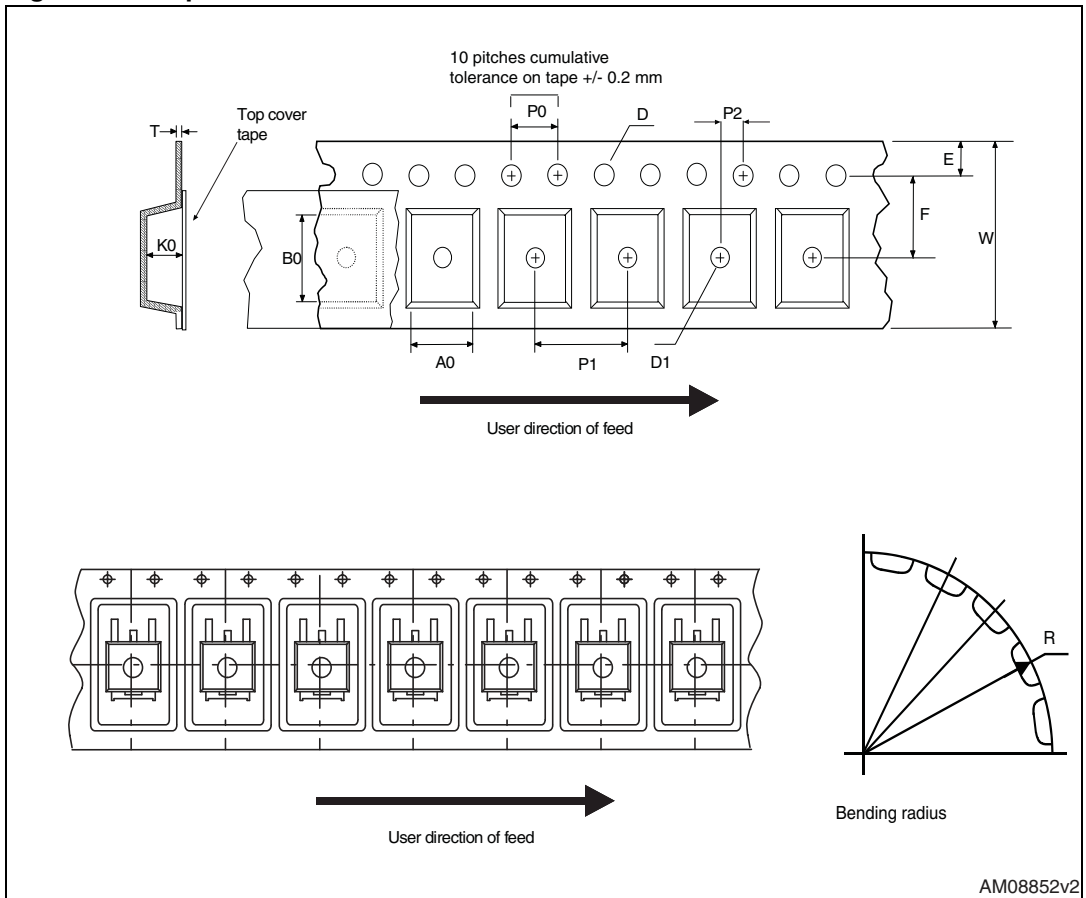 10 pitches cumulative
tolerance on tape +/- 0.2 mm
Top cover
tape
T
P0
D
P2
E
F
W
K0
B0
A0
P1
D1
User direction of feed
R
Bending radius
User direction of feed
AM08852v2